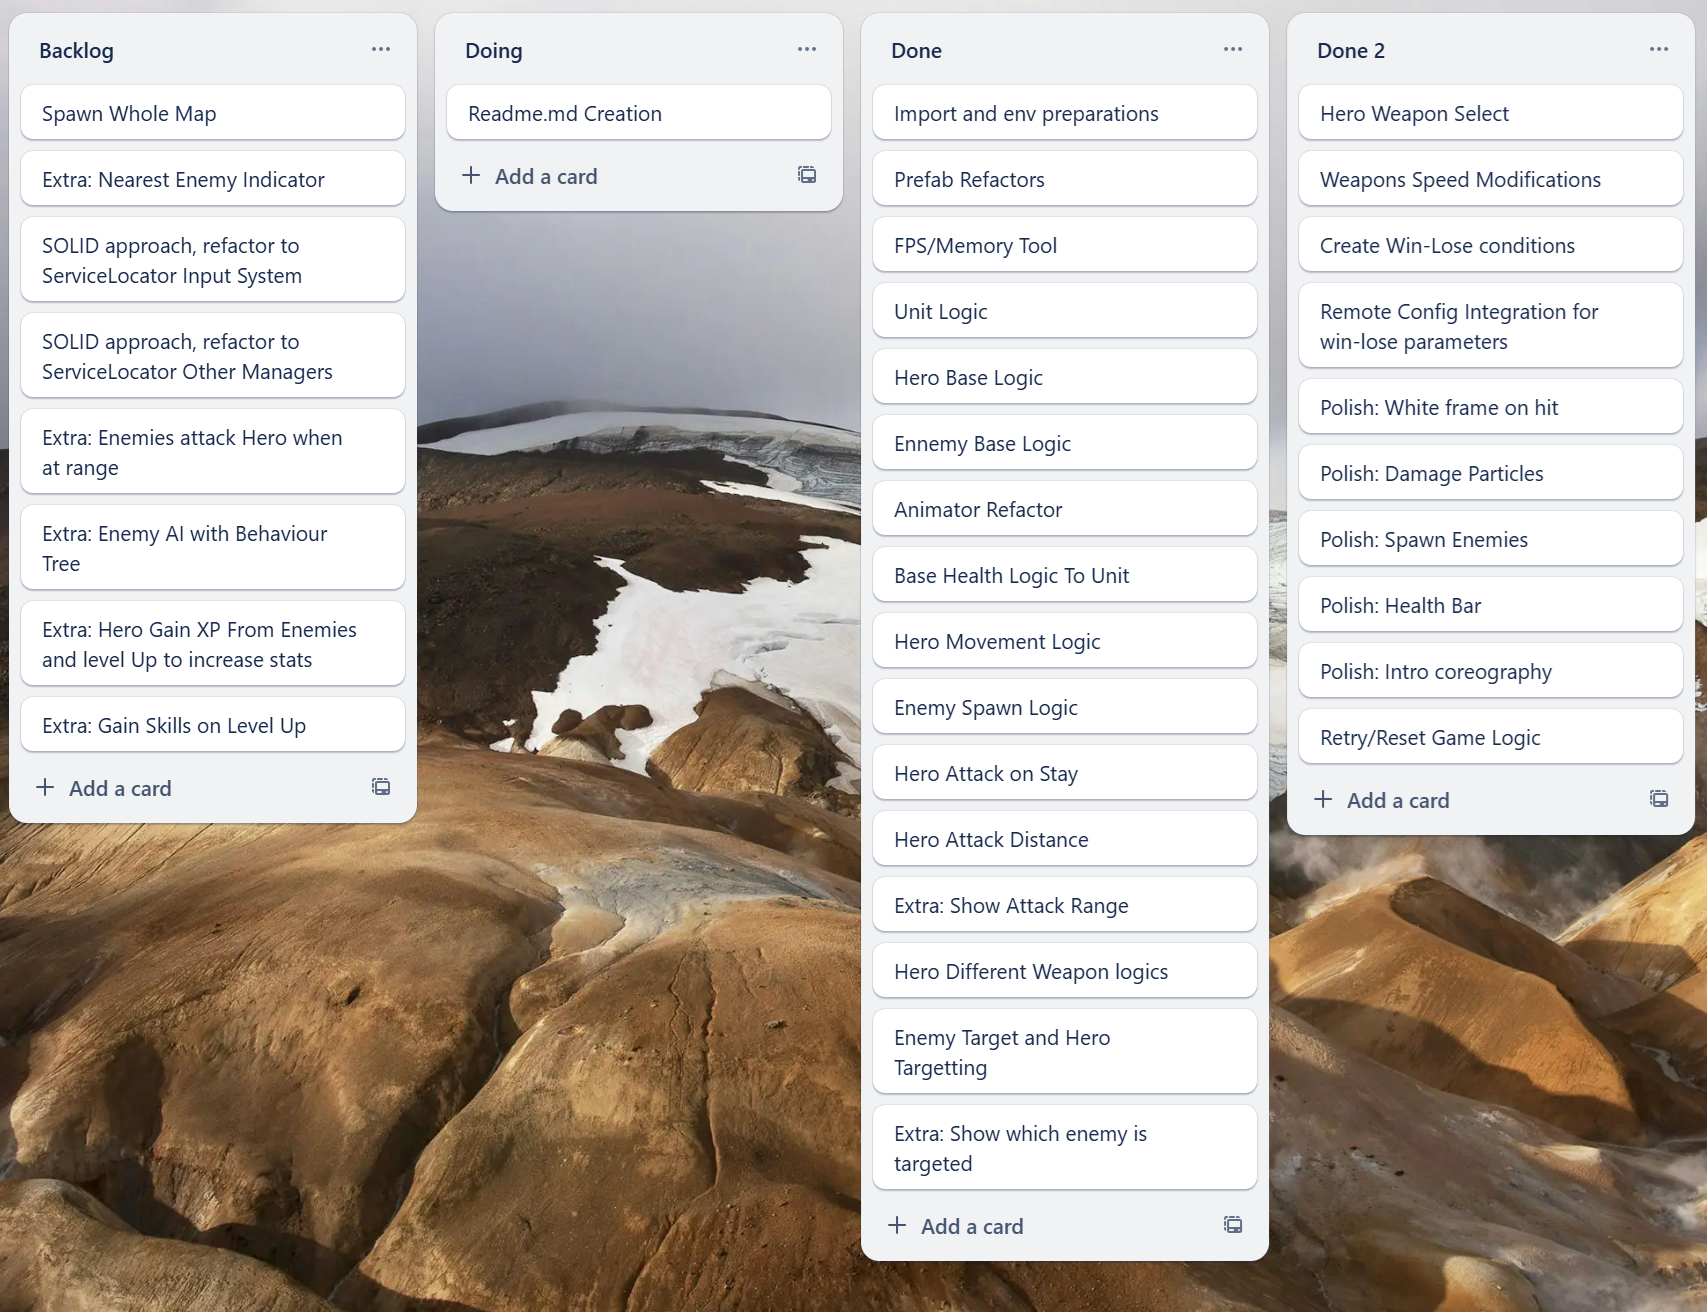 Backlog
Spawn Whole Map
Extra: Nearest Enemy Indicator
SOLID approach, refactor to
ServiceLocator Input System
SOLID approach, refactor to
ServiceLocator Other Managers
Extra: Enemies attack Hero when
at range
Extra: Enemy AI with Behaviour
Tree
Extra: Hero Gain XP From Enemies
and level Up to increase stats
Extra: Gain Skills on Level Up
Add a card
Doing
Readme.md Creation
Add a card
Done
Import and env preparations
Prefab Refactors
FPS/Memory Tool
Unit Logic
Hero Base Logic
Ennemy Base Logic
Animator Refactor
Base Health Logic To Unit
Hero Movement Logic
Enemy Spawn Logic
Hero Attack on Stay
Hero Attack Distance
Extra: Show Attack Range
Hero Different Weapon logics
Enemy Target and Hero
Targetting
Extra: Show which enemy is
targeted
Add a card
Done 2
Hero Weapon Select
Weapons Speed Modifications
Create Win-Lose conditions
Remote Config Integration for
win-lose parameters
Polish: White frame on hit
Polish: Damage Particles
Polish: Spawn Enemies
Polish: Health Bar
Polish: Intro coreography
Retry/Reset Game Logic
Add a card